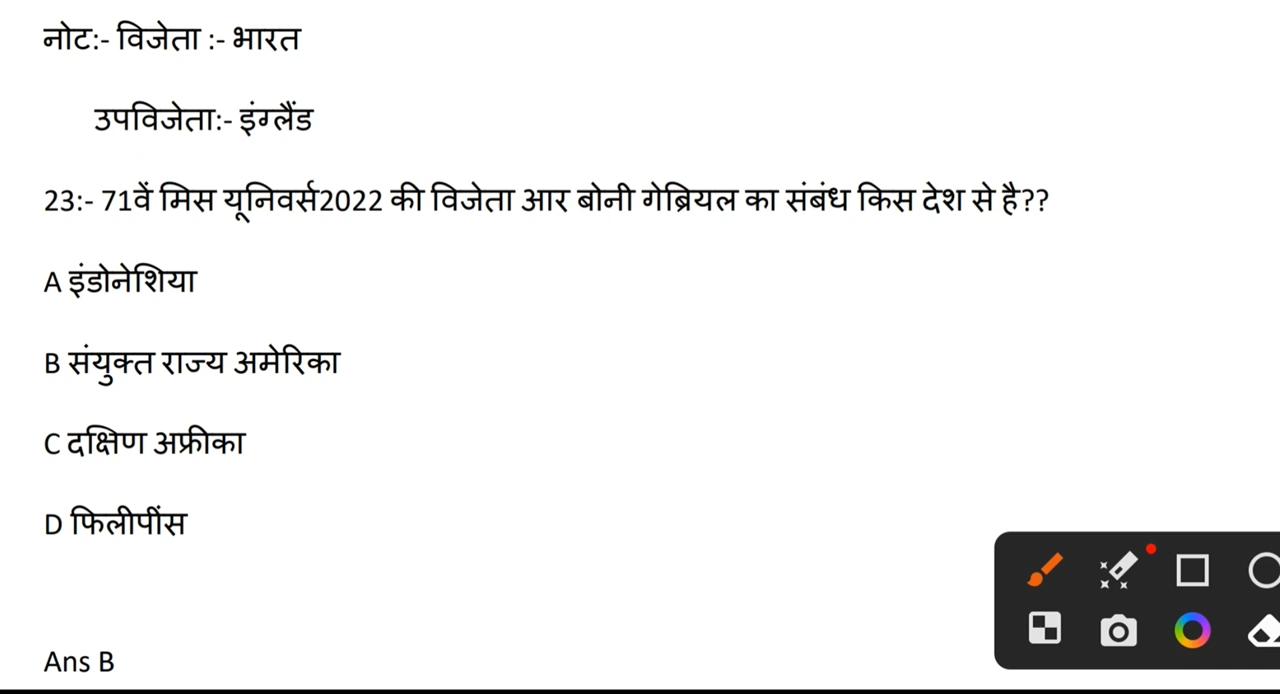 नोट:- विजेता :- भारत
उपविजेता:- इंग्लैंड
23:- 71वें मिस यूनिवर्स2022 की विजेता आर बोनी गेब्रियल का संबंध किस देश से है??
A इंडोनेशिया
B संयुक्त राज्य अमेरिका
C दक्षिण अफ्रीका
D फिलीपींस
Ans B